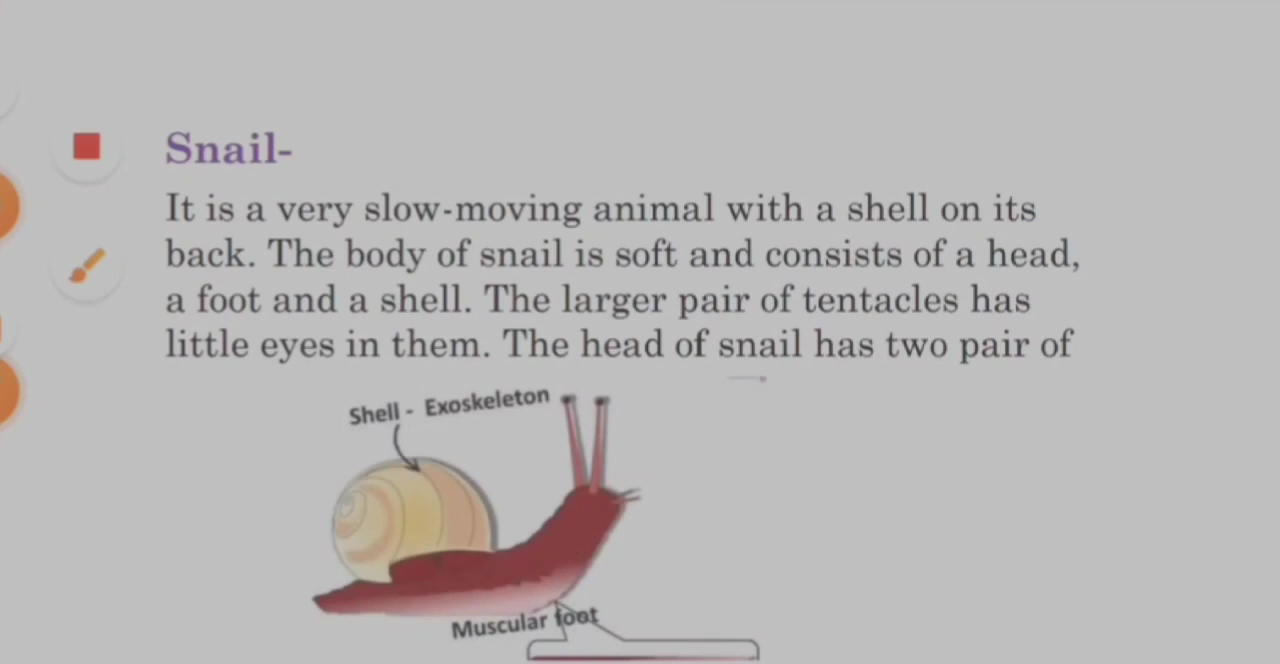 Snail-
It is a very slow-moving animal with a shell on its
back. The body of snail is soft and consists of a head,
a foot and a shell. The larger pair of tentacles has
little eyes in them. The head of snail has two pair of
Shell - Exoskeleton
Muscular foot